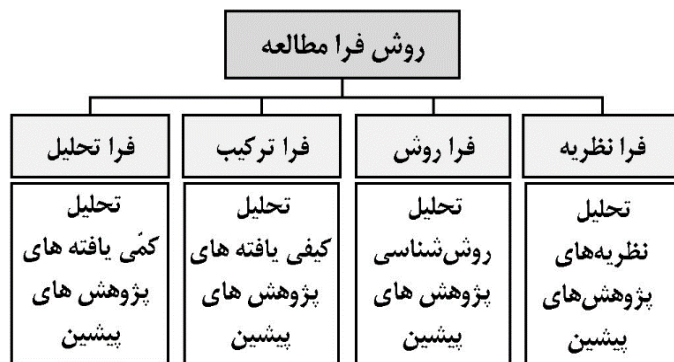 روش فرا مطالعه
فرا نظریه
فرا روش
فرا ترکیب
فرا تحلیل
تحلیل
نظریه‌های
پژوهش‌های
پیشین
تحلیل
روش‌شناسی
پژوهش های
پیشین
تحلیل
کیفی یافته های
پژوهش های
پیشین
تحلیل
کمّی یافته های
پژوهش های
پیشین